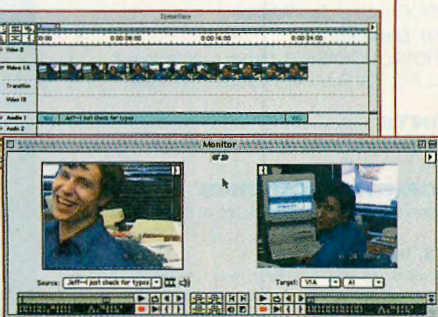 Timeline
0:00 0:00:08:00 0:00:16:00 0:00:24:00
Video 2
Video 1A
Transition
Video 1B
Audio 1 Jeff—I just check for typos
Audio 2
Monitor
Source: Jeff—I just check for typos Target: V1A A1